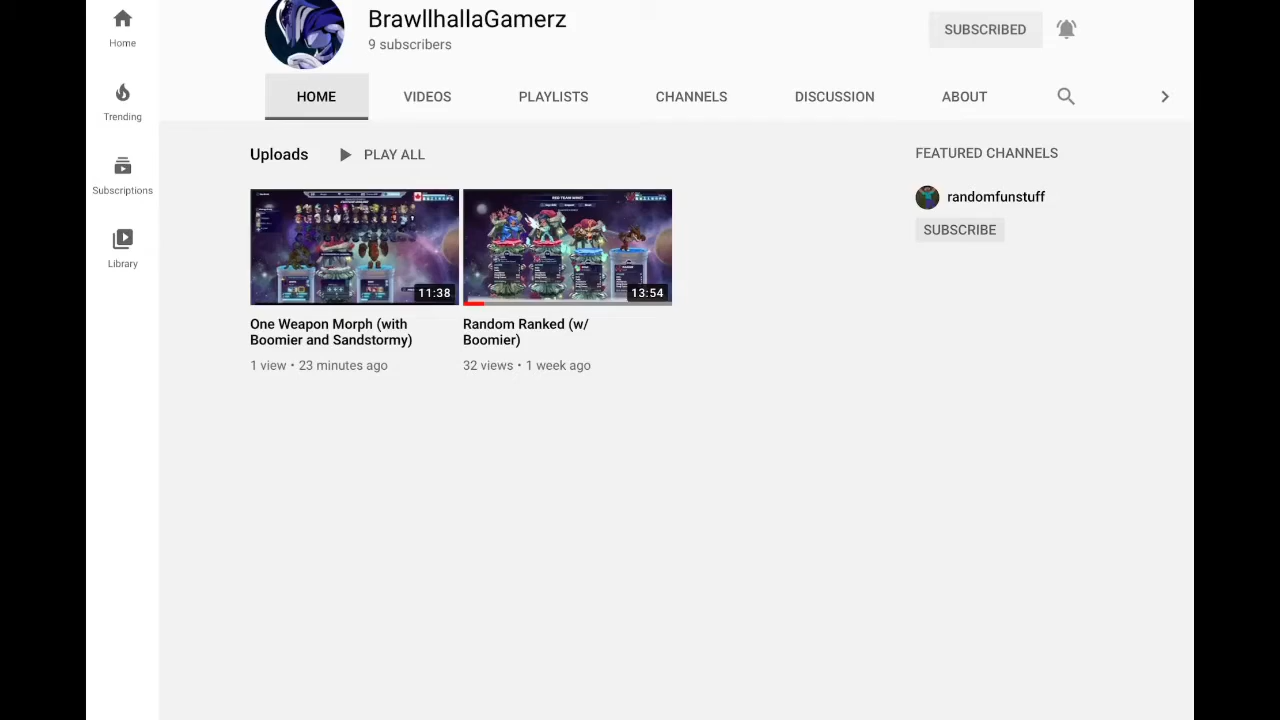 BrawllhallaGamerz
9 subscribers
SUBSCRIBED
HOME
VIDEOS
PLAYLISTS
CHANNELS
DISCUSSION
ABOUT
Home
Trending
Subscriptions
Library
Uploads
PLAY ALL
11:38
One Weapon Morph (with
Boomier and Sandstormy)
1 view • 23 minutes ago
13:54
Random Ranked (w/
Boomier)
32 views • 1 week ago
FEATURED CHANNELS
randomfunstuff
SUBSCRIBE